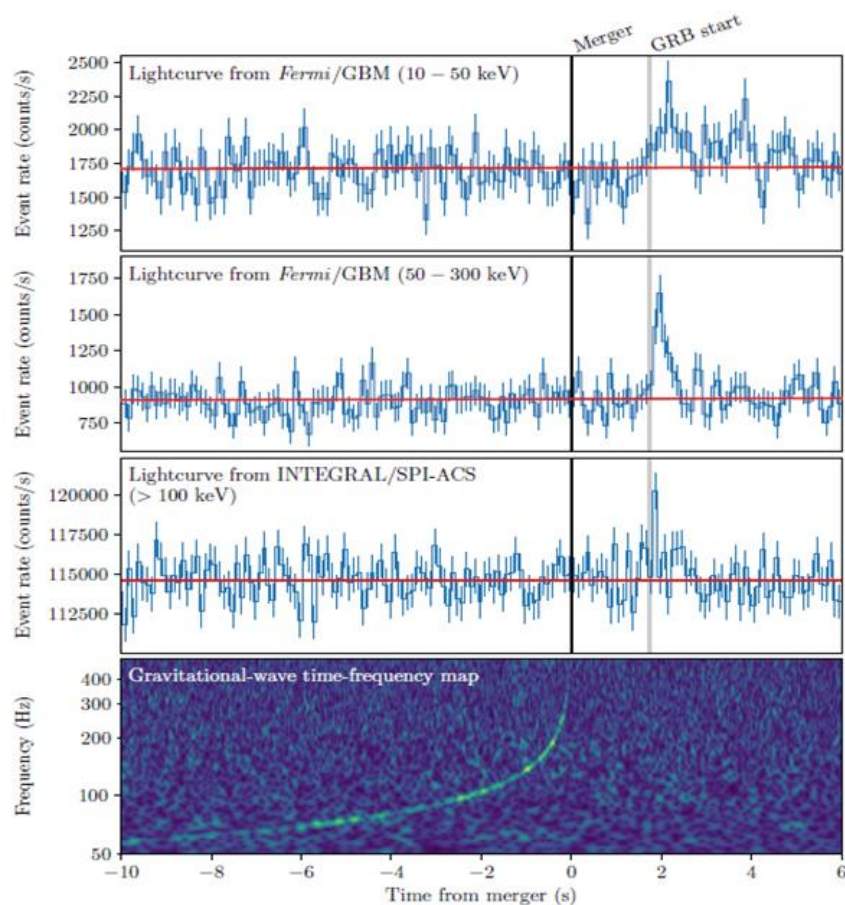 Merger
GRB start
Lightcurve from Fermi/GBM (10 − 50 keV)
Event rate (counts/s)
2500
2250
2000
1750
1500
1250
Lightcurve from Fermi/GBM (50 − 300 keV)
Event rate (counts/s)
1750
1500
1250
1000
750
Lightcurve from INTEGRAL/SPI-ACS
(> 100 keV)
Event rate (counts/s)
120000
117500
115000
112500
Gravitational-wave time-frequency map
Frequency (Hz)
400
300
200
100
50
−10 −8 −6 −4 −2 0 2 4 6
Time from merger (s)